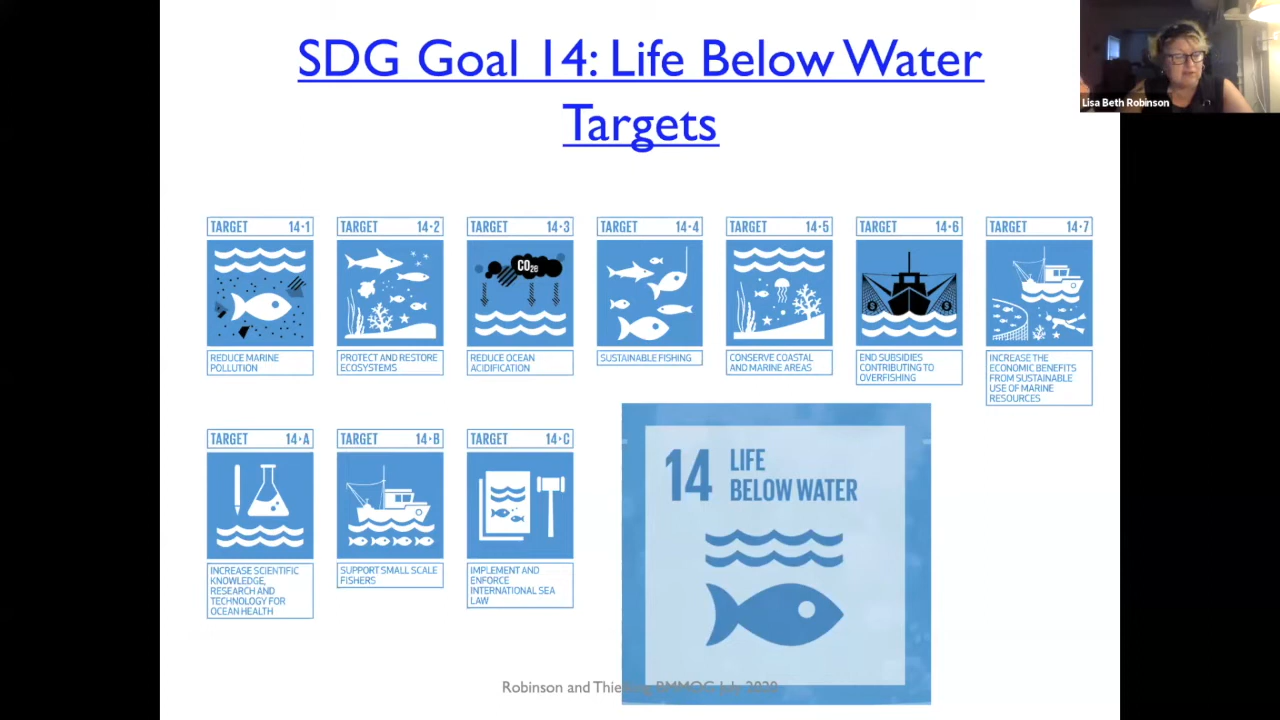 SDG Goal 14: Life Below Water
Targets
Lisa Beth Robinson
TARGET 14·1
TARGET 14·2
TARGET 14·3
TARGET 14·4
TARGET 14·5
TARGET 14·6
TARGET 14·7
CO2e
REDUCE MARINE
POLLUTION
PROTECT AND RESTORE
ECOSYSTEMS
REDUCE OCEAN
ACIDIFICATION
SUSTAINABLE FISHING
CONSERVE COASTAL
AND MARINE AREAS
END SUBSIDIES
CONTRIBUTING TO
OVERFISHING
INCREASE THE
ECONOMIC BENEFITS
FROM SUSTAINABLE
USE OF MARINE
RESOURCES
TARGET 14·A
TARGET 14·B
TARGET 14·C
INCREASE SCIENTIFIC
KNOWLEDGE,
RESEARCH AND
TECHNOLOGY FOR
OCEAN HEALTH
SUPPORT SMALL SCALE
FISHERS
IMPLEMENT AND
ENFORCE
INTERNATIONAL SEA
LAW
14 LIFE
BELOW WATER
Robinson and July 2020